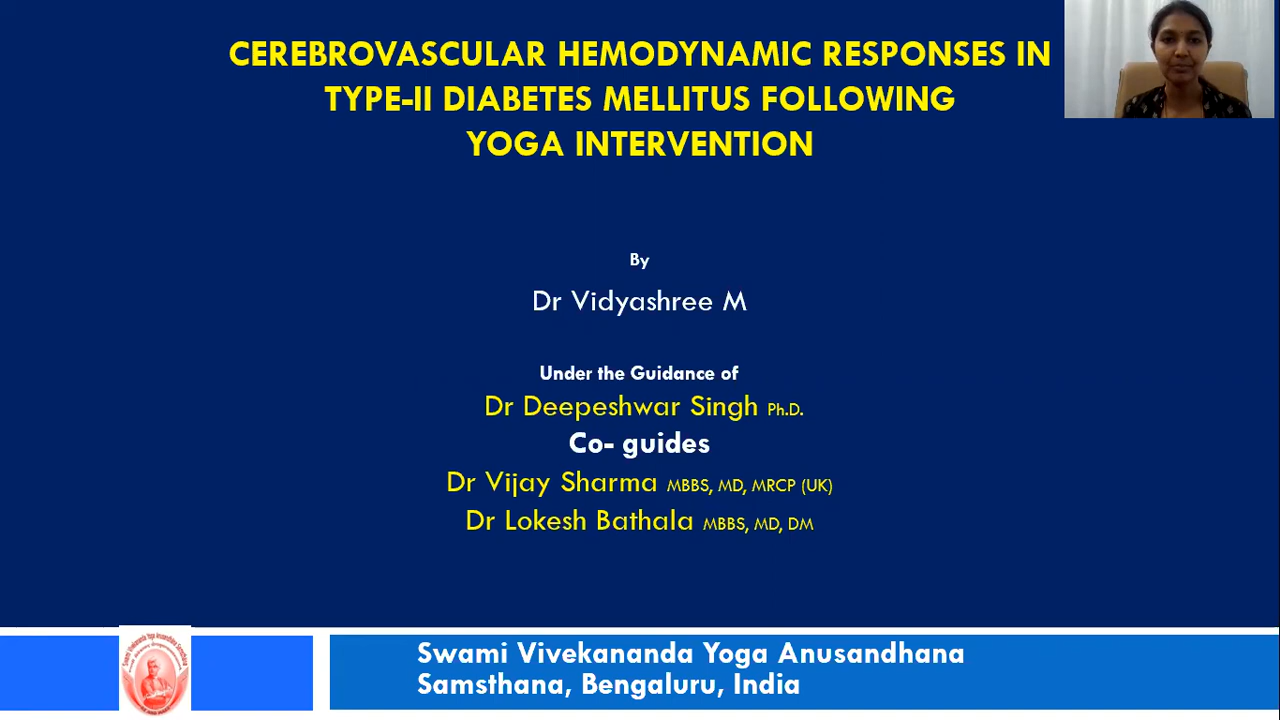 CEREBROVASCULAR HEMODYNAMIC RESPONSES IN
TYPE-II DIABETES MELLITUS FOLLOWING
YOGA INTERVENTION
By
Dr Vidyashree M
Under the Guidance of
Dr Deepeshwar Singh Ph.D.
Co- guides
Dr Vijay Sharma MBBS, MD, MRCP (UK)
Dr Lokesh Bathala MBBS, MD, DM
Swami Vivekananda Yoga Anusandhana
Samsthana, Bengaluru, India